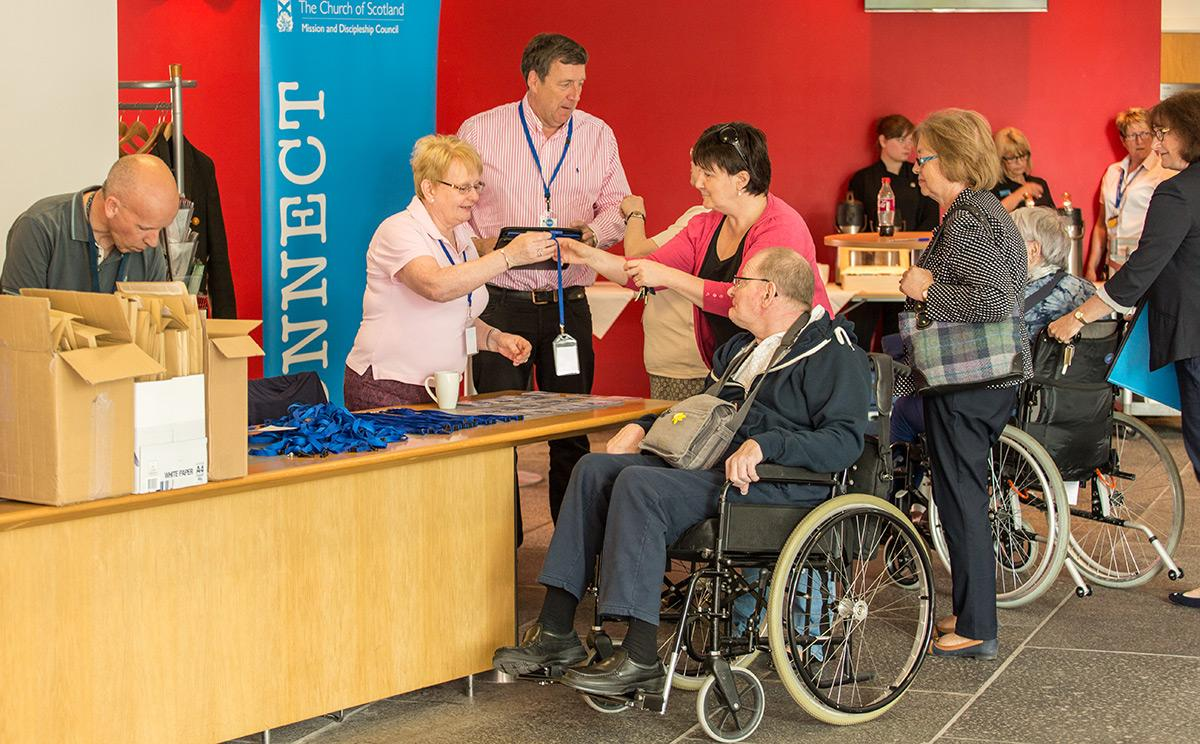 The Church of Scotland
Mission and Discipleship Council
NNECT
WHITE PAPER A4